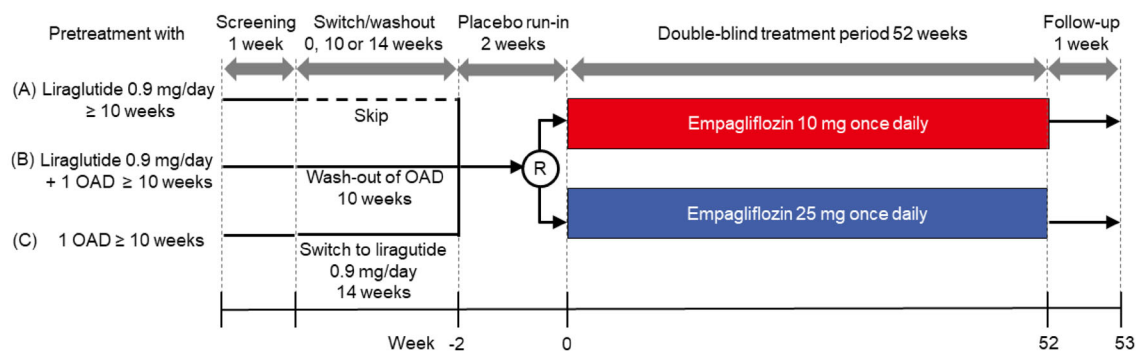 Pretreatment with
Screening
1 week
Switch/washout
0, 10 or 14 weeks
Placebo run-in
2 weeks
Double-blind treatment period 52 weeks
Follow-up
1 week
(A) Liraglutide 0.9 mg/day
≥ 10 weeks
Skip
Empagliflozin 10 mg once daily
(B) Liraglutide 0.9 mg/day
+ 1 OAD ≥ 10 weeks
Wash-out of OAD
10 weeks
R
Empagliflozin 25 mg once daily
(C) 1 OAD ≥ 10 weeks
Switch to liragutide
0.9 mg/day
14 weeks
Week -2 0 52 53